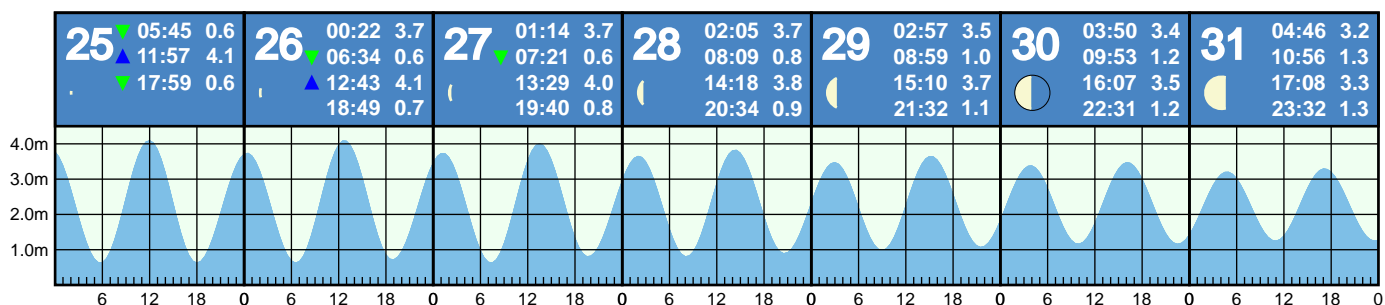 25
▼ 05:45 0.6
▲ 11:57 4.1
▼ 17:59 0.6
26
00:22 3.7
▼ 06:34 0.6
▲ 12:43 4.1
18:49 0.7
27
01:14 3.7
▼ 07:21 0.6
13:29 4.0
19:40 0.8
28
02:05 3.7
08:09 0.8
14:18 3.8
20:34 0.9
29
02:57 3.5
08:59 1.0
15:10 3.7
21:32 1.1
30
03:50 3.4
09:53 1.2
16:07 3.5
22:31 1.2
31
04:46 3.2
10:56 1.3
17:08 3.3
23:32 1.3
4.0m
3.0m
2.0m
1.0m
6 12 18 0 6 12 18 0 6 12 18 0 6 12 18 0 6 12 18 0 6 12 18 0 6 12 18 0